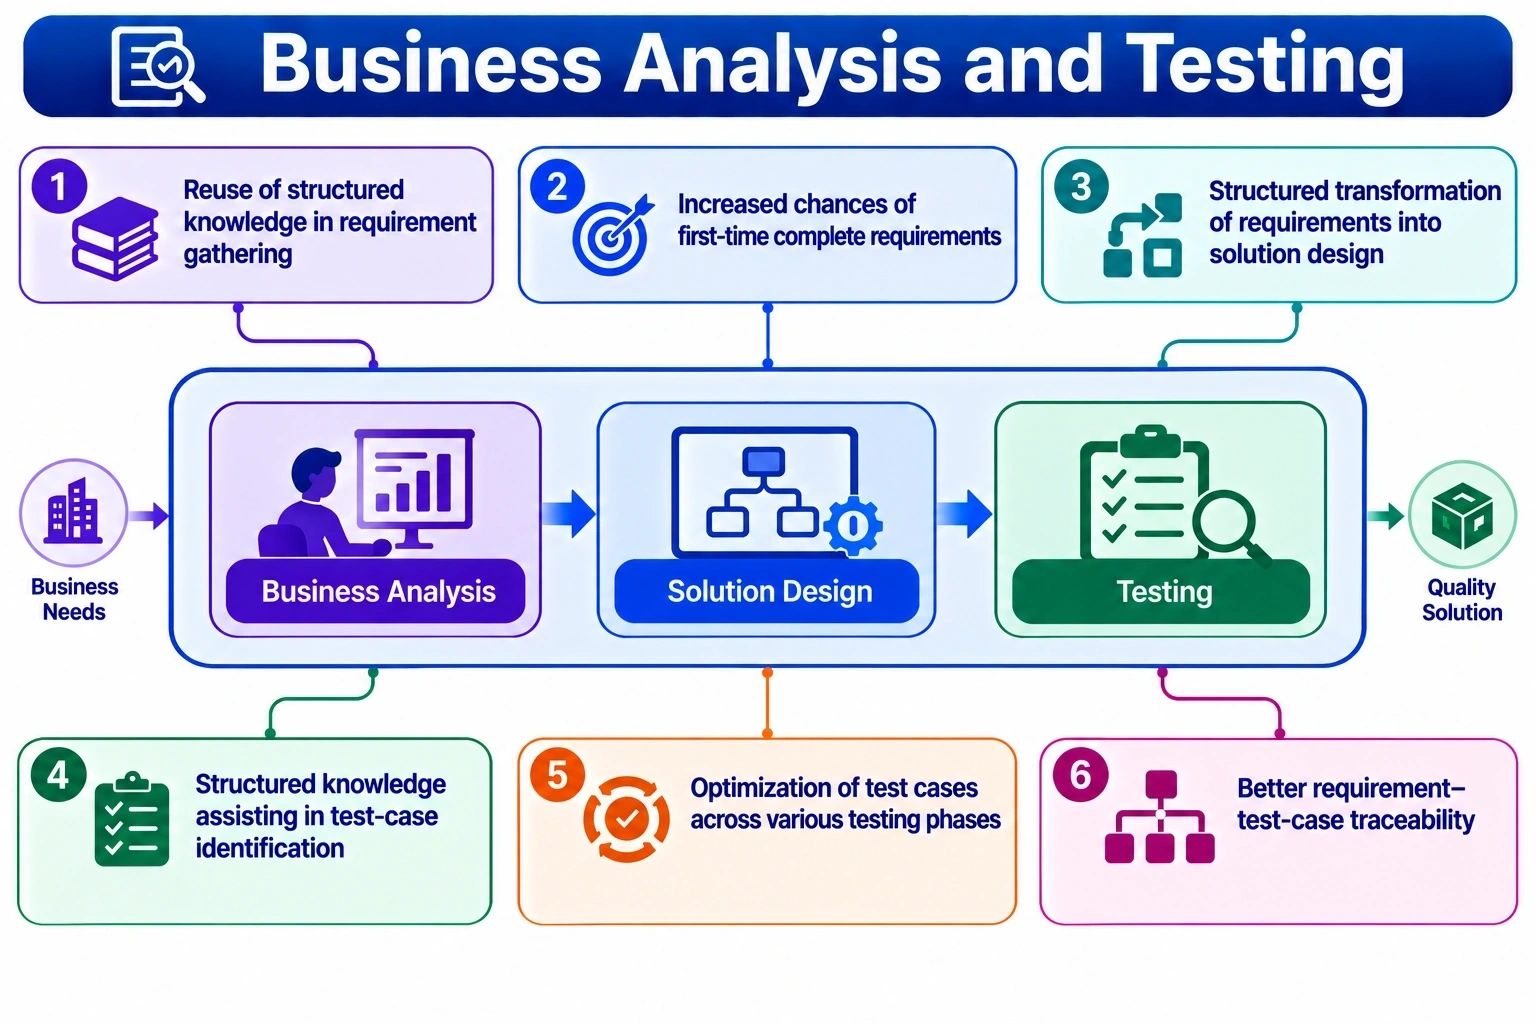 Business Analysis and Testing
1
Reuse of structured
knowledge in requirement
gathering
2
Increased chances of
first-time complete requirements
3
Structured transformation
of requirements into
solution design
Business
Needs
Business Analysis
Solution Design
Testing
Quality
Solution
4
Structured knowledge
assisting in test-case
identification
5
Optimization of test cases
across various testing phases
6
Better requirement–
test-case traceability